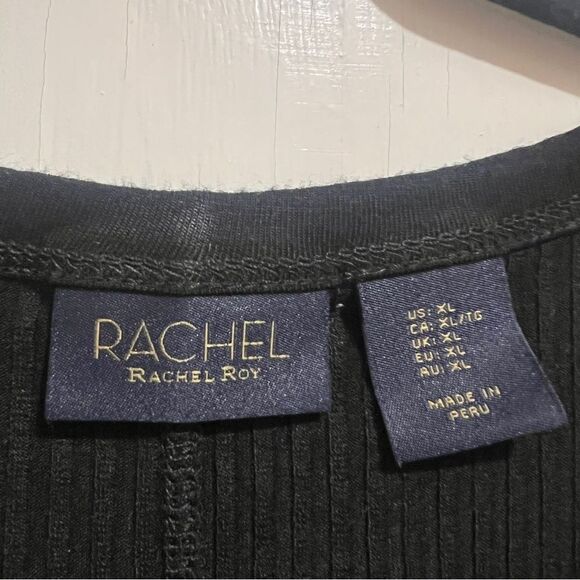 RACHEL
RACHEL ROY
US: XL
CA: XL/TG
UK: XL
EU: XL
AU: XL
MADE IN
PERU